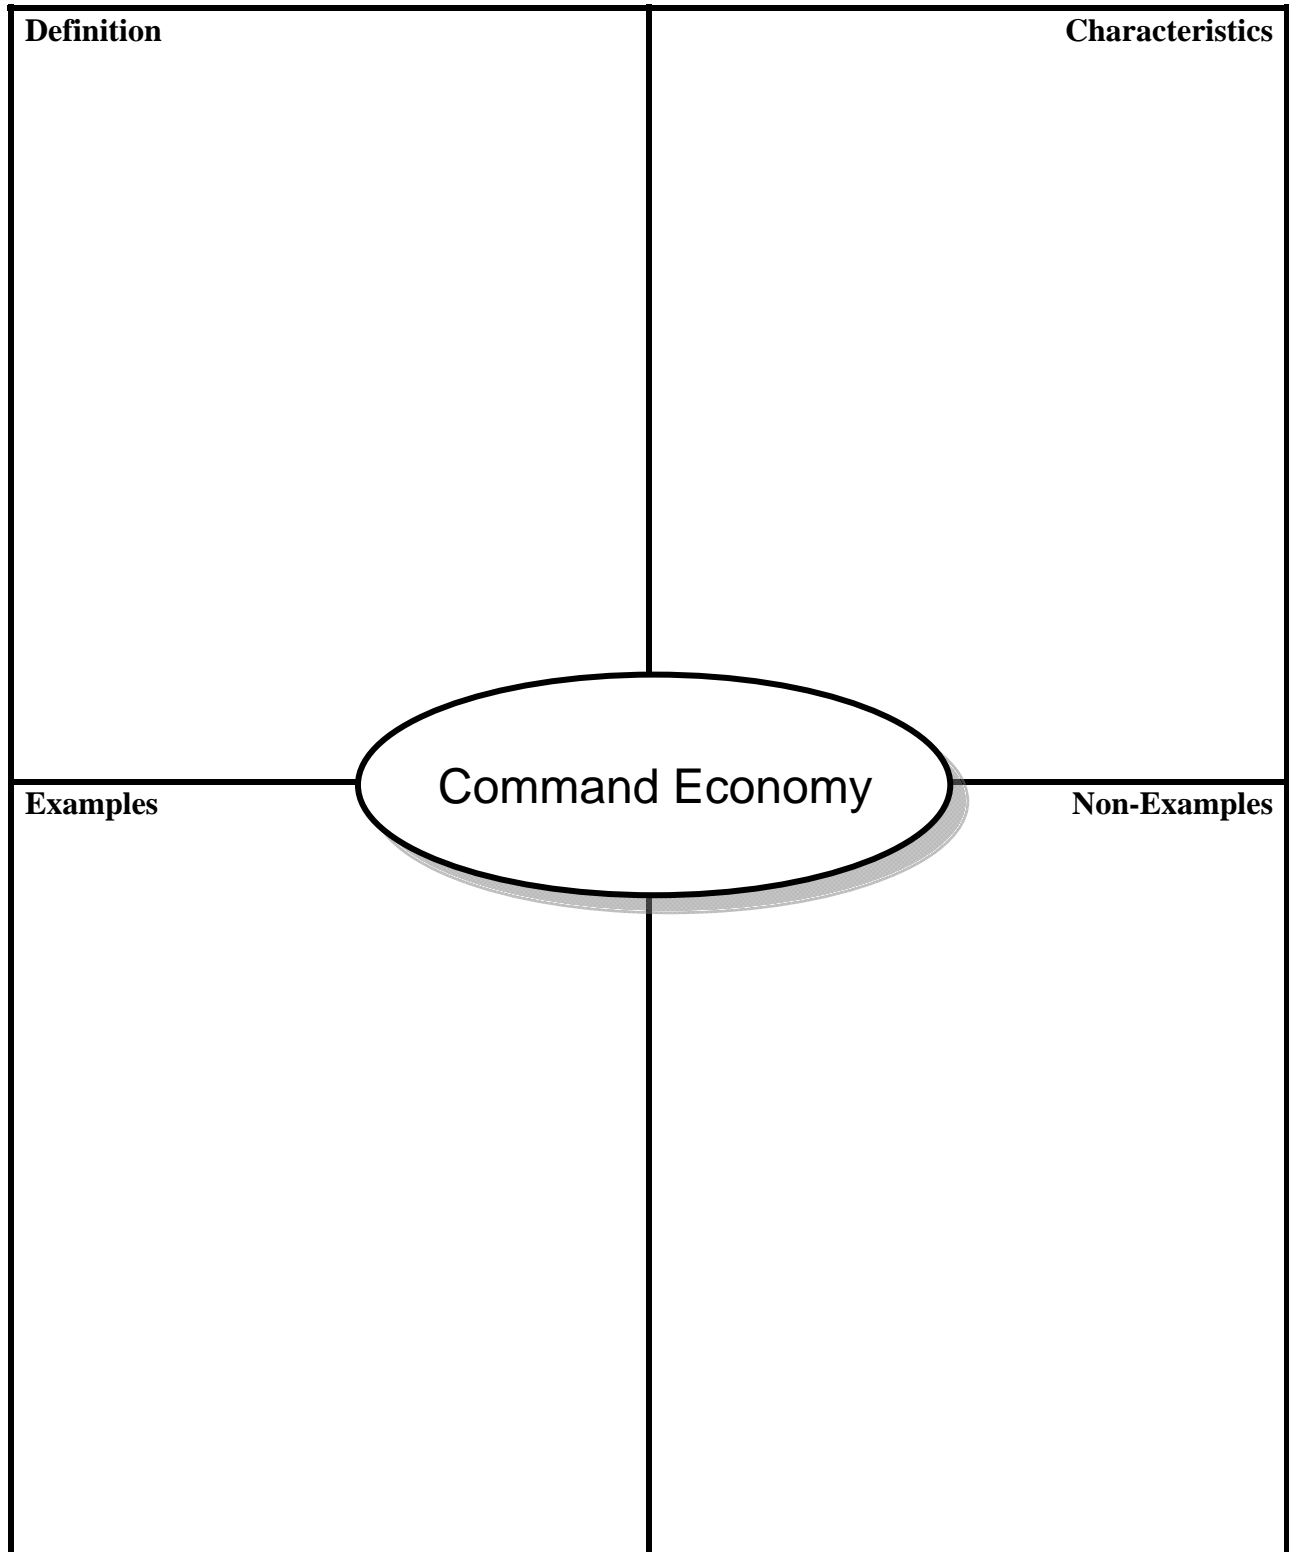 Definition
Characteristics
Command Economy
Examples
Non-Examples